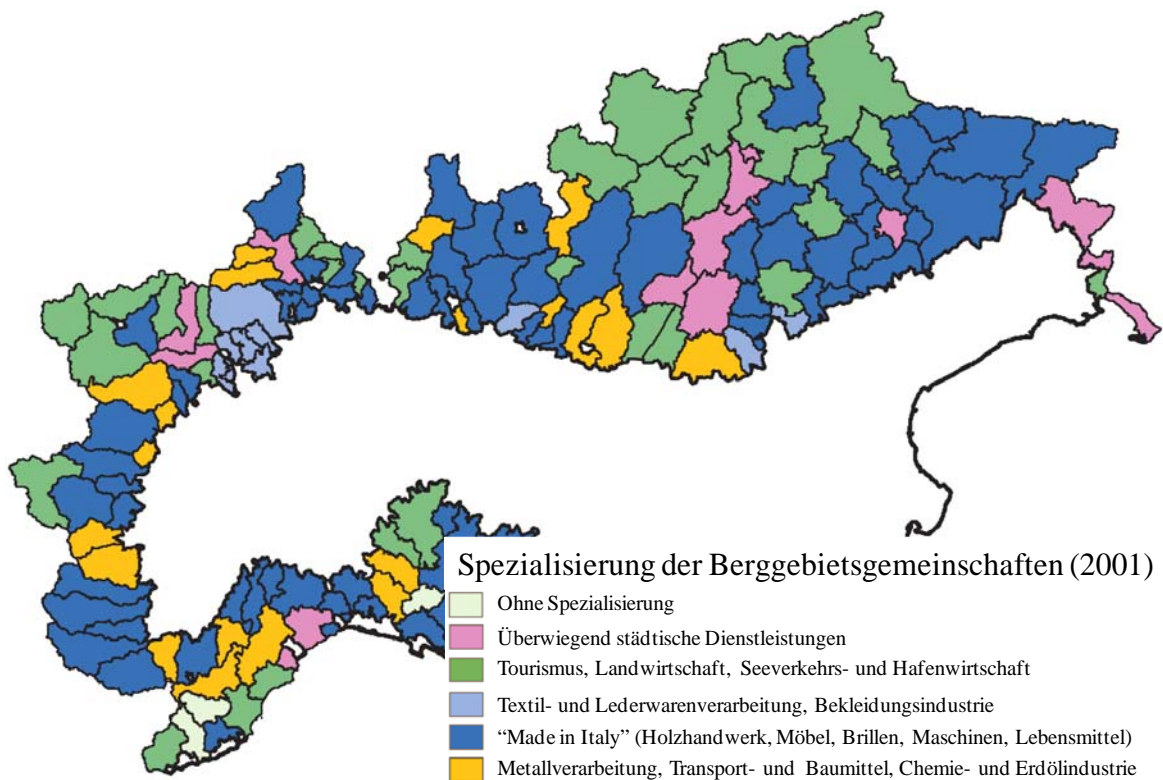 Spezialisierung der Berggebietsgemeinschaften (2001)
Ohne Spezialisierung
Überwiegend städtische Dienstleistungen
Tourismus, Landwirtschaft, Seeverkehrs- und Hafenwirtschaft
Textil- und Lederwarenverarbeitung, Bekleidungsindustrie
“Made in Italy” (Holzhandwerk, Möbel, Brillen, Maschinen, Lebensmittel)
Metallverarbeitung, Transport- und Baumittel, Chemie- und Erdölindustrie